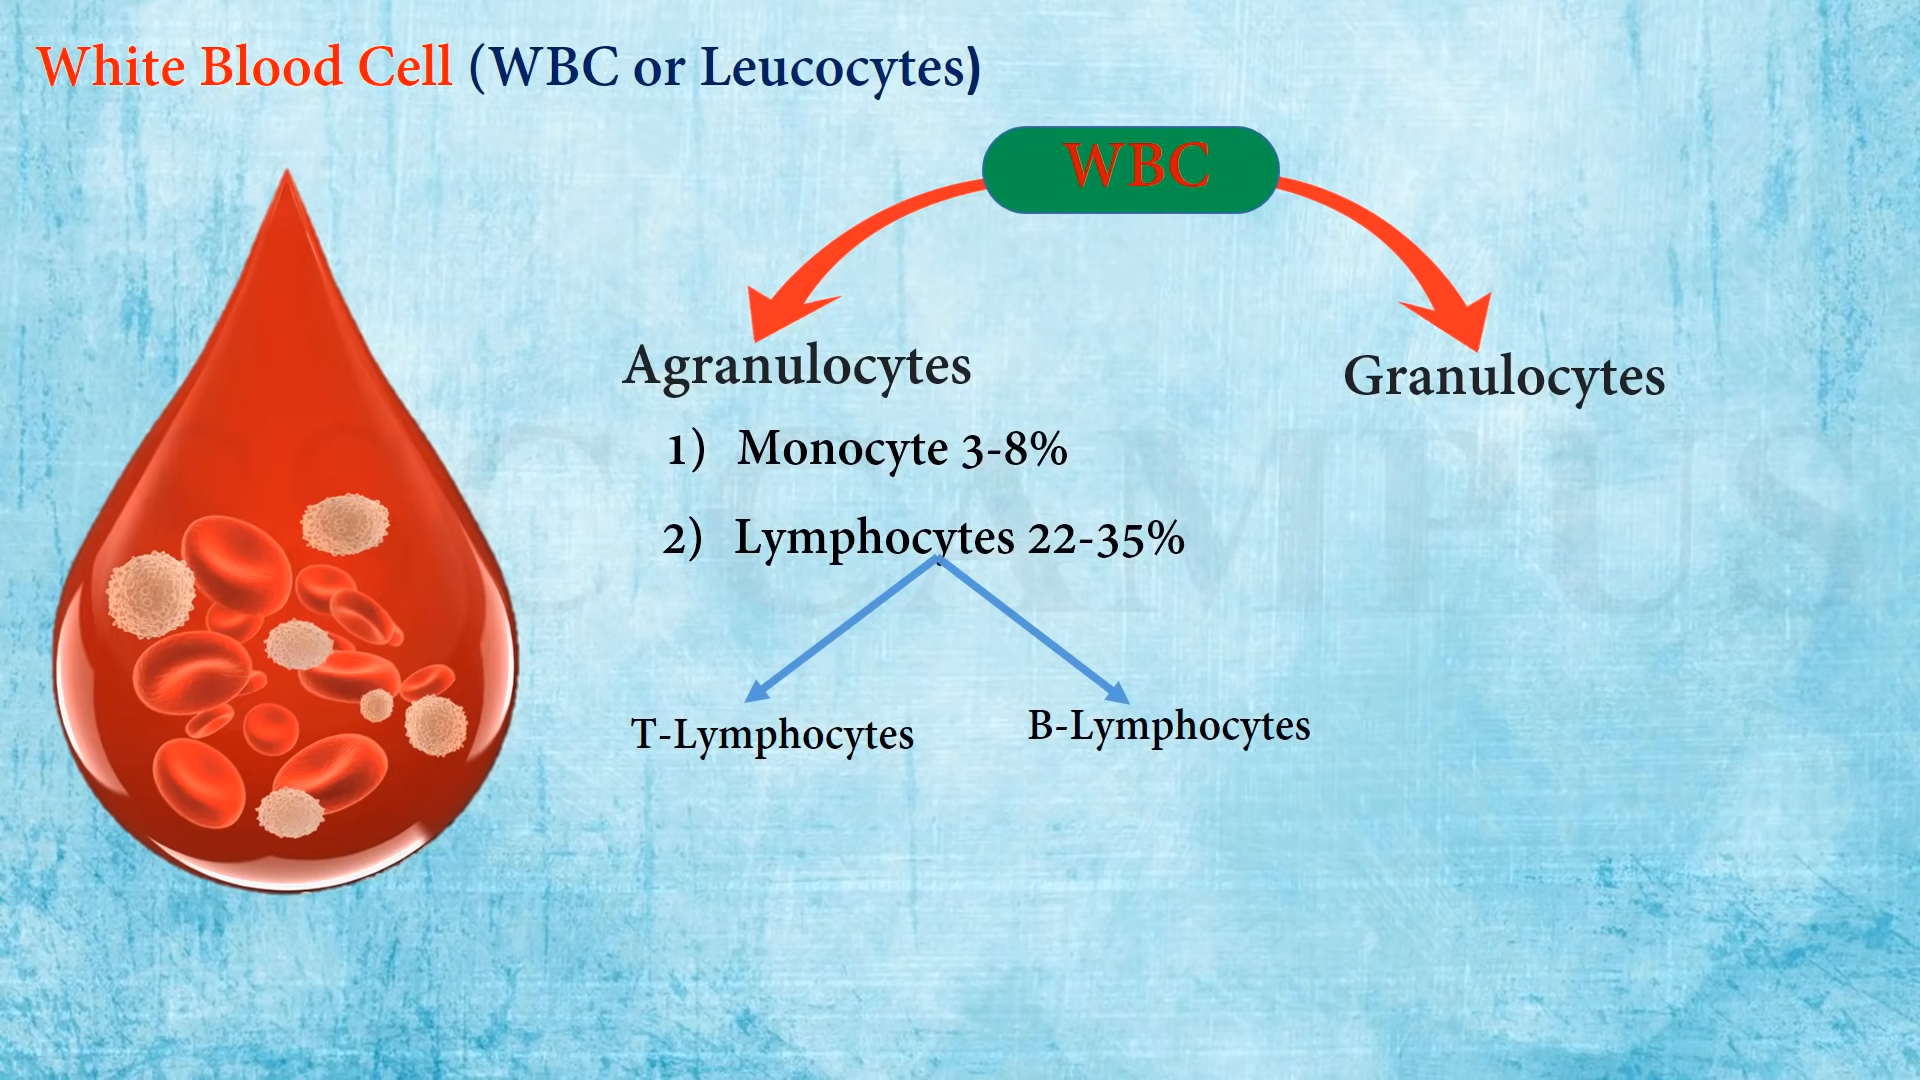 White Blood Cell (WBC or Leucocytes)
WBC
Agranulocytes
Granulocytes
1) Monocyte 3-8%
2) Lymphocytes 22-35%
T-Lymphocytes
B-Lymphocytes
CAMPUS